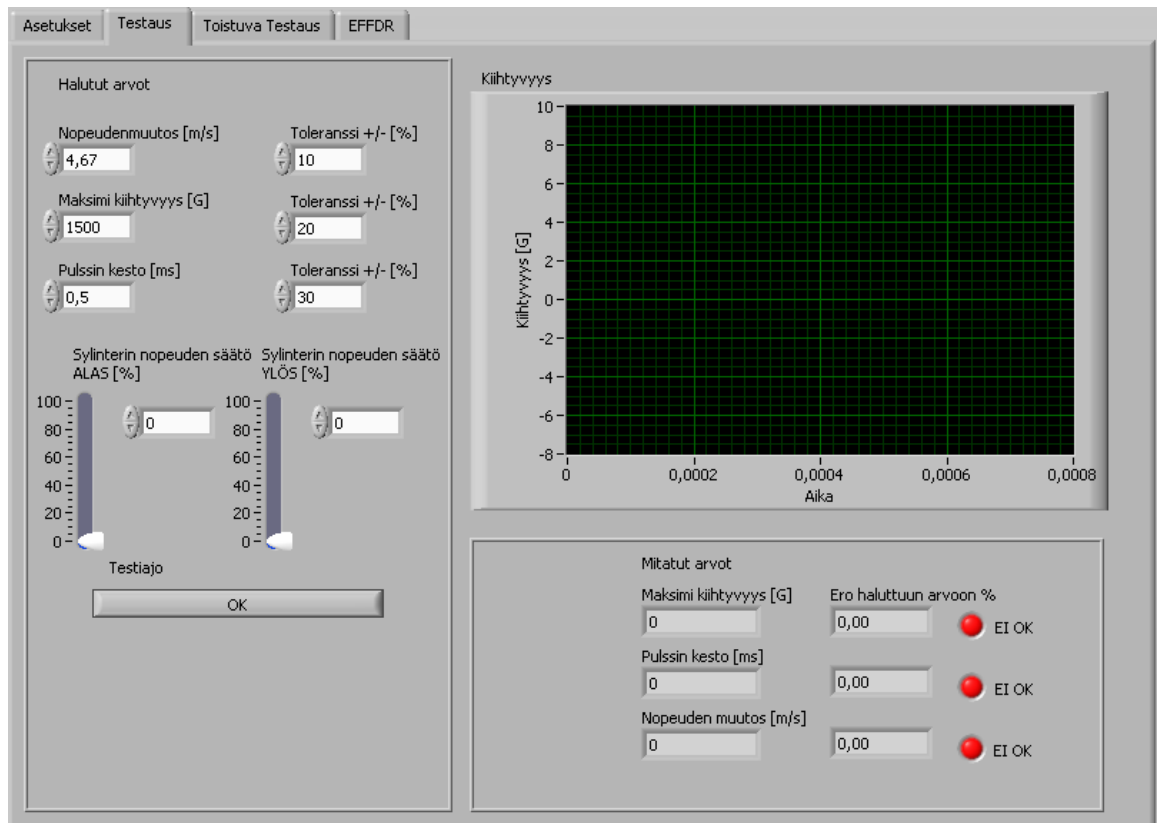 Asetukset Testaus Toistuva Testaus EFFDR
Halutut arvot
Nopeudenmuutos [m/s] Toleranssi +/- [%]
4,67 10
Maksimi kiihtyvyys [G] Toleranssi +/- [%]
1500 20
Pulssin kesto [ms] Toleranssi +/- [%]
0,5 30
Sylinterin nopeuden säätö
ALAS [%]
100
80
60
40
20
0
0
Sylinterin nopeuden säätö
YLÖS [%]
100
80
60
40
20
0
0
Testiajo
OK
Kiihtyvyys
Kiihtyvyys [G]
10
8
6
4
2
0
-2
-4
-6
-8
0 0,0002 0,0004 0,0006 0,0008
Aika
Mitatut arvot
Maksimi kiihtyvyys [G] Ero haluttuun arvoon %
0 0,00 EI OK
Pulssin kesto [ms]
0 0,00 EI OK
Nopeuden muutos [m/s]
0 0,00 EI OK